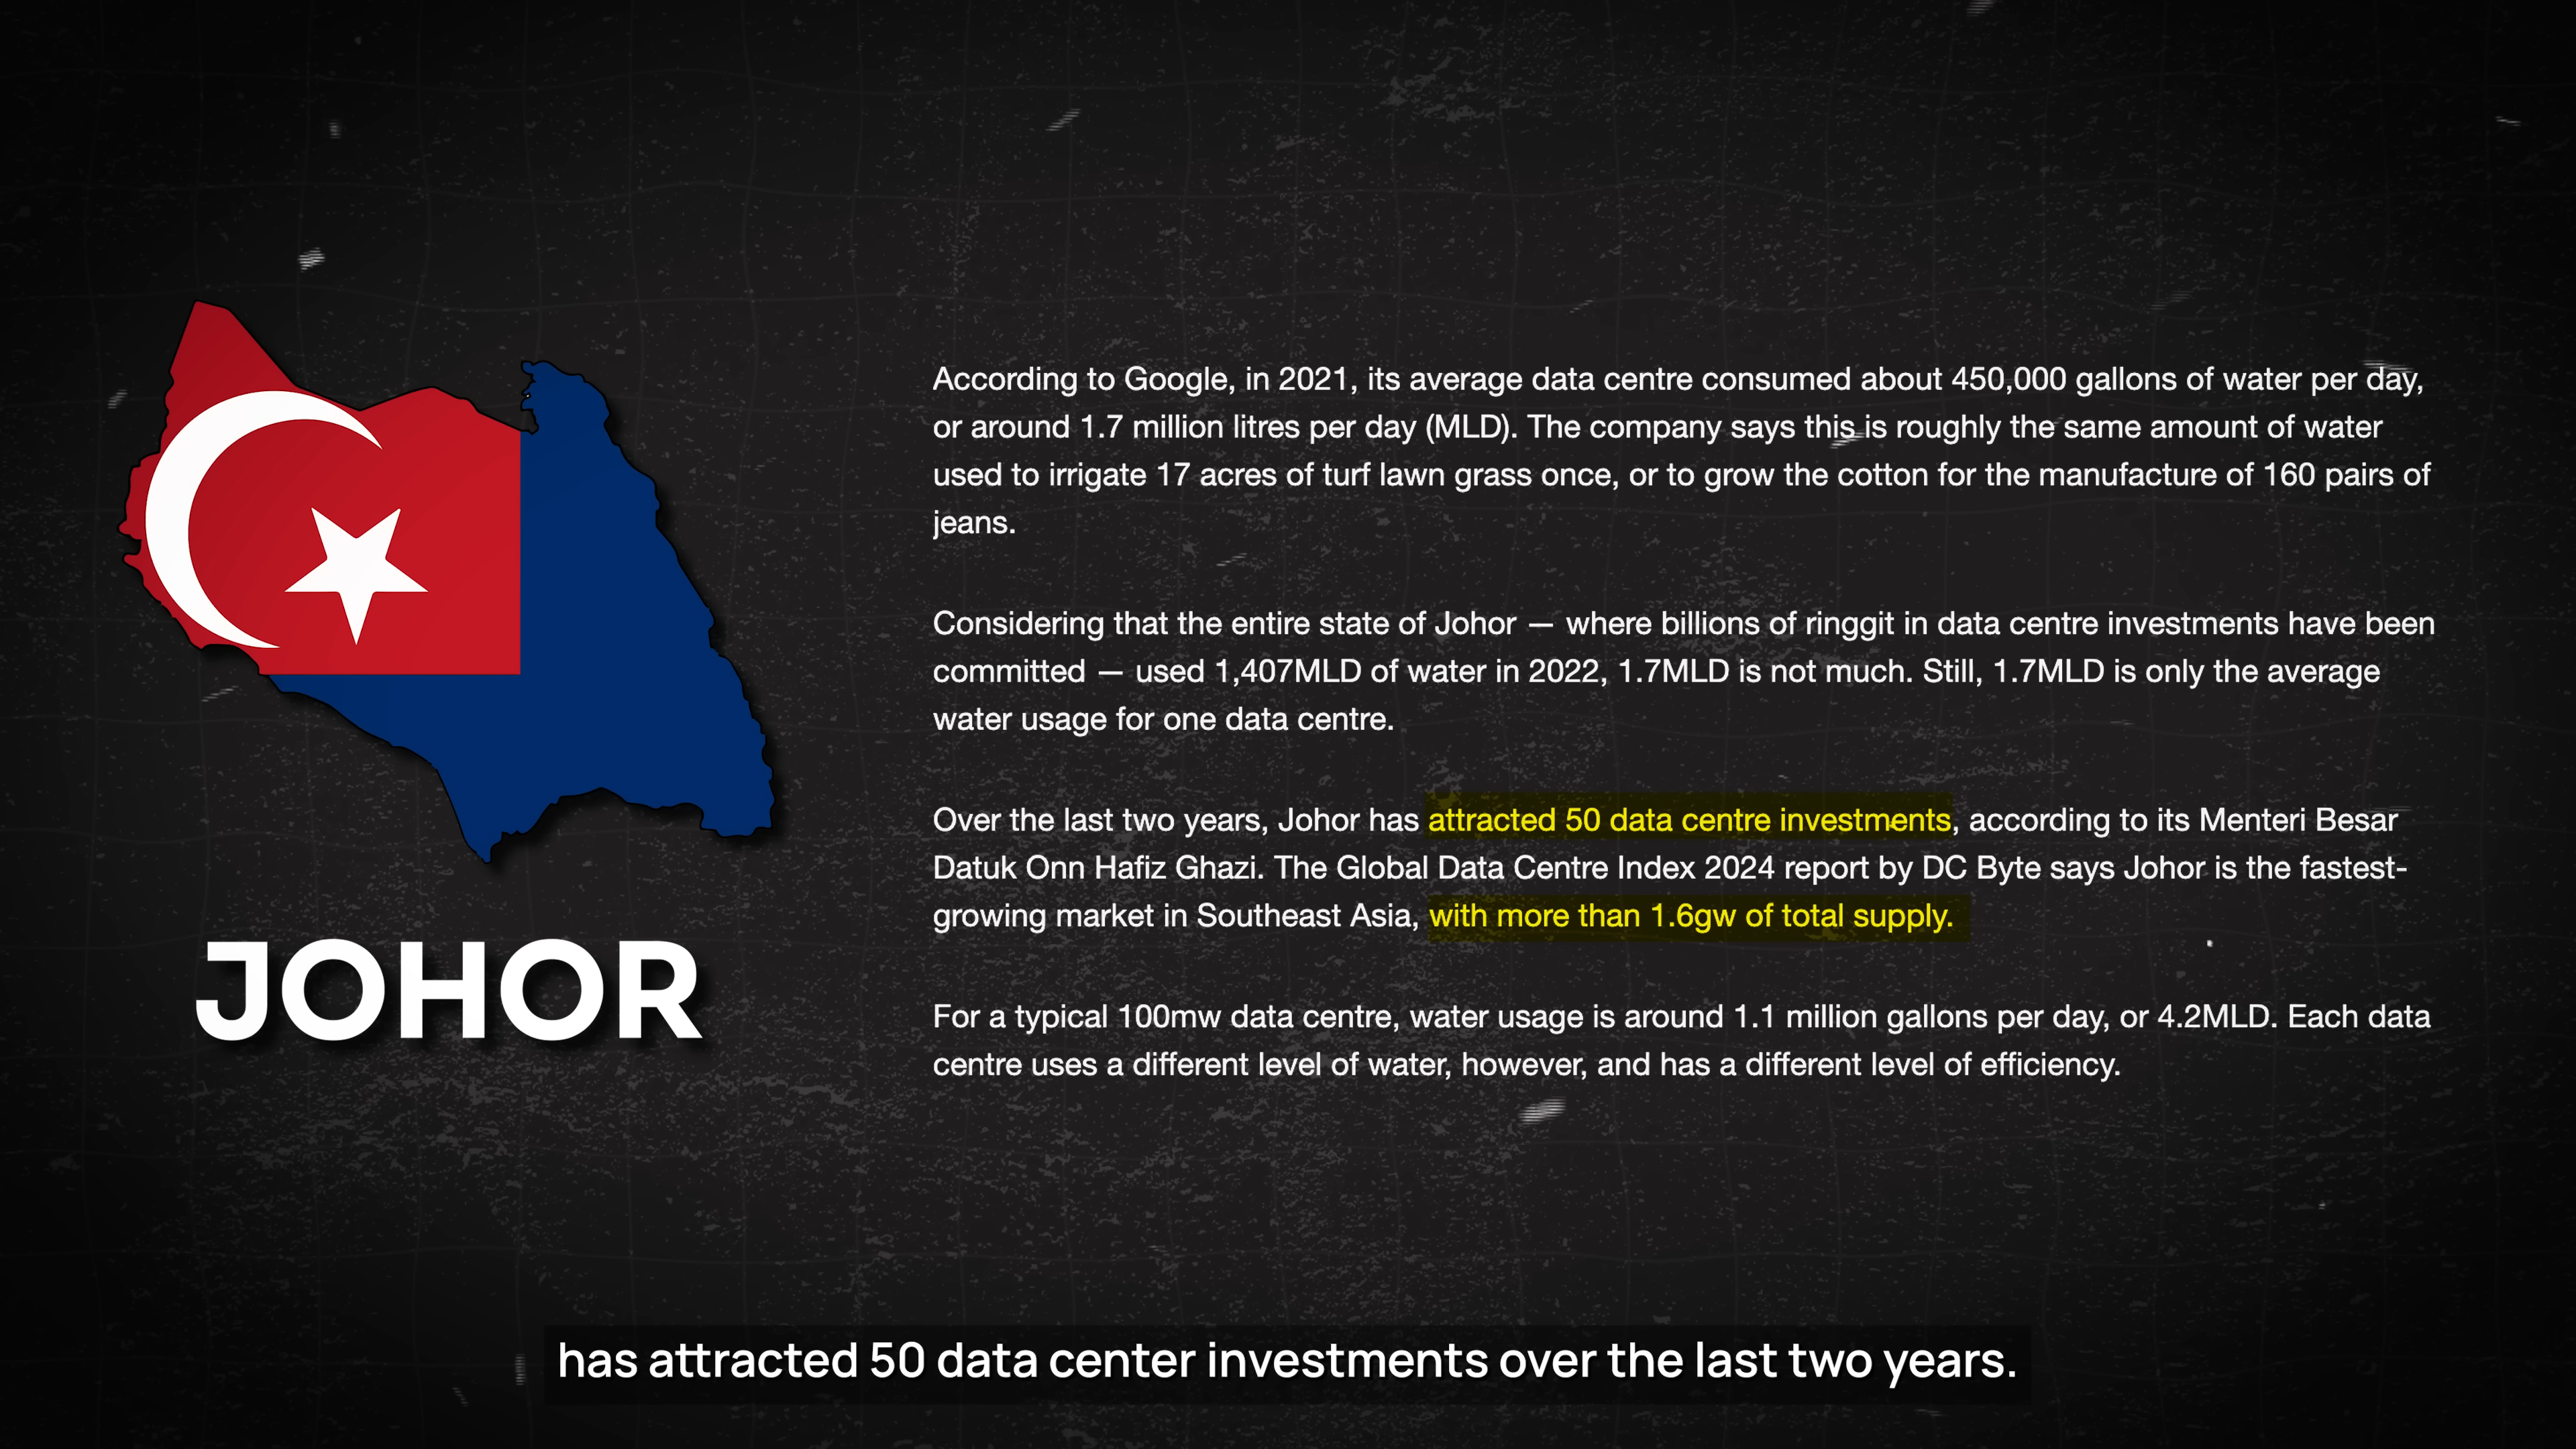 JOHOR
According to Google, in 2021, its average data centre consumed about 450,000 gallons of water per day,
or around 1.7 million litres per day (MLD). The company says this is roughly the same amount of water
used to irrigate 17 acres of turf lawn grass once, or to grow the cotton for the manufacture of 160 pairs of
jeans.
Considering that the entire state of Johor — where billions of ringgit in data centre investments have been
committed — used 1,407MLD of water in 2022, 1.7MLD is not much. Still, 1.7MLD is only the average
water usage for one data centre.
Over the last two years, Johor has attracted 50 data centre investments, according to its Menteri Besar
Datuk Onn Hafiz Ghazi. The Global Data Centre Index 2024 report by DC Byte says Johor is the fastest-
growing market in Southeast Asia, with more than 1.6gw of total supply.
For a typical 100mw data centre, water usage is around 1.1 million gallons per day, or 4.2MLD. Each data
centre uses a different level of water, however, and has a different level of efficiency.
has attracted 50 data center investments over the last two years.